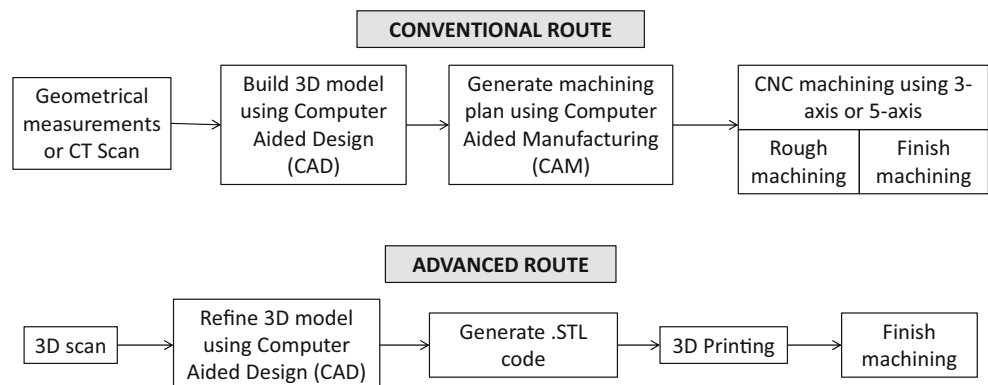 CONVENTIONAL ROUTE
Geometrical
measurements
or CT Scan
Build 3D model
using Computer
Aided Design
(CAD)
Generate machining
plan using Computer
Aided Manufacturing
(CAM)
CNC machining using 3-
axis or 5-axis
Rough
machining
Finish
machining
ADVANCED ROUTE
3D scan
Refine 3D model
using Computer
Aided Design (CAD)
Generate .STL
code
3D Printing
Finish
machining